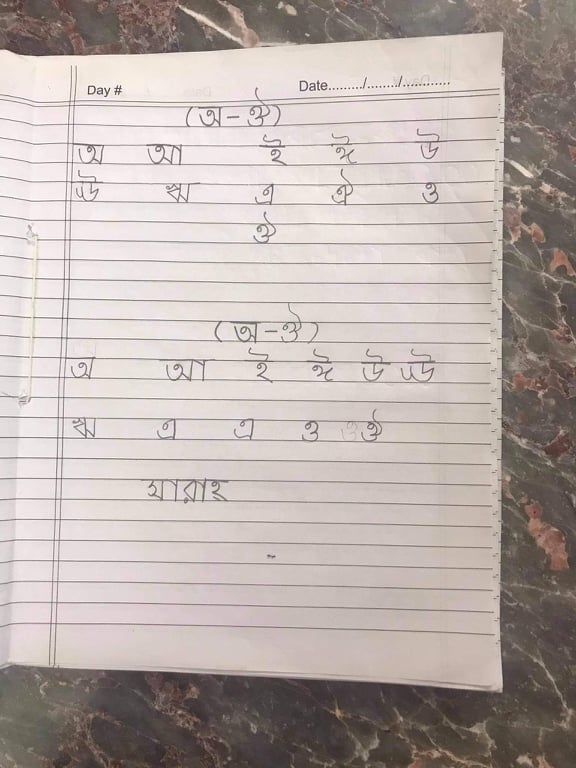 Day #
Date........./........./............
(অ-ঔ)
অ আ ই ঈ উ
ঊ ঋ এ ঐ ও
ঔ
(অ-ঔ)
অ আ ই ঈ উ ঊ
ঋ এ এ ও ঔ